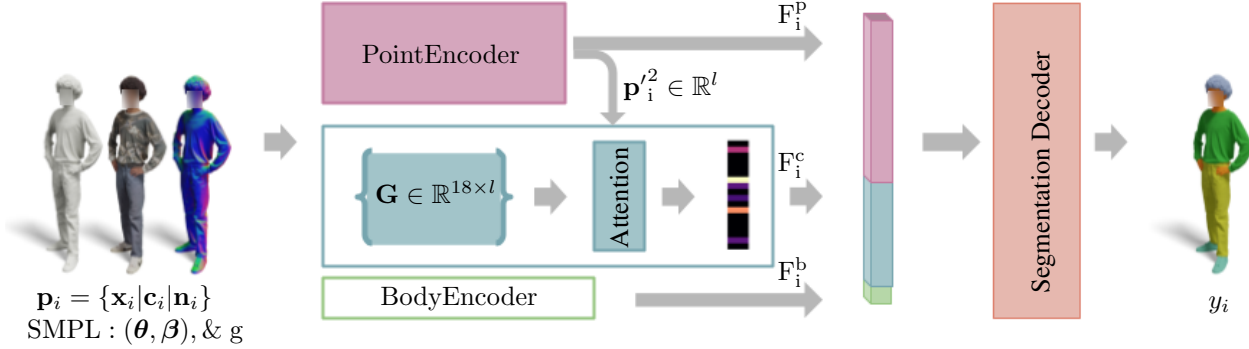 PointEncoder
F_i^p
p'_i^2 ∈ ℝ^l
G ∈ ℝ^{18×l}
Attention
F_i^c
F_i^b
BodyEncoder
Segmentation Decoder
p_i = {x_i|c_i|n_i}
SMPL : (θ, β), & g
y_i